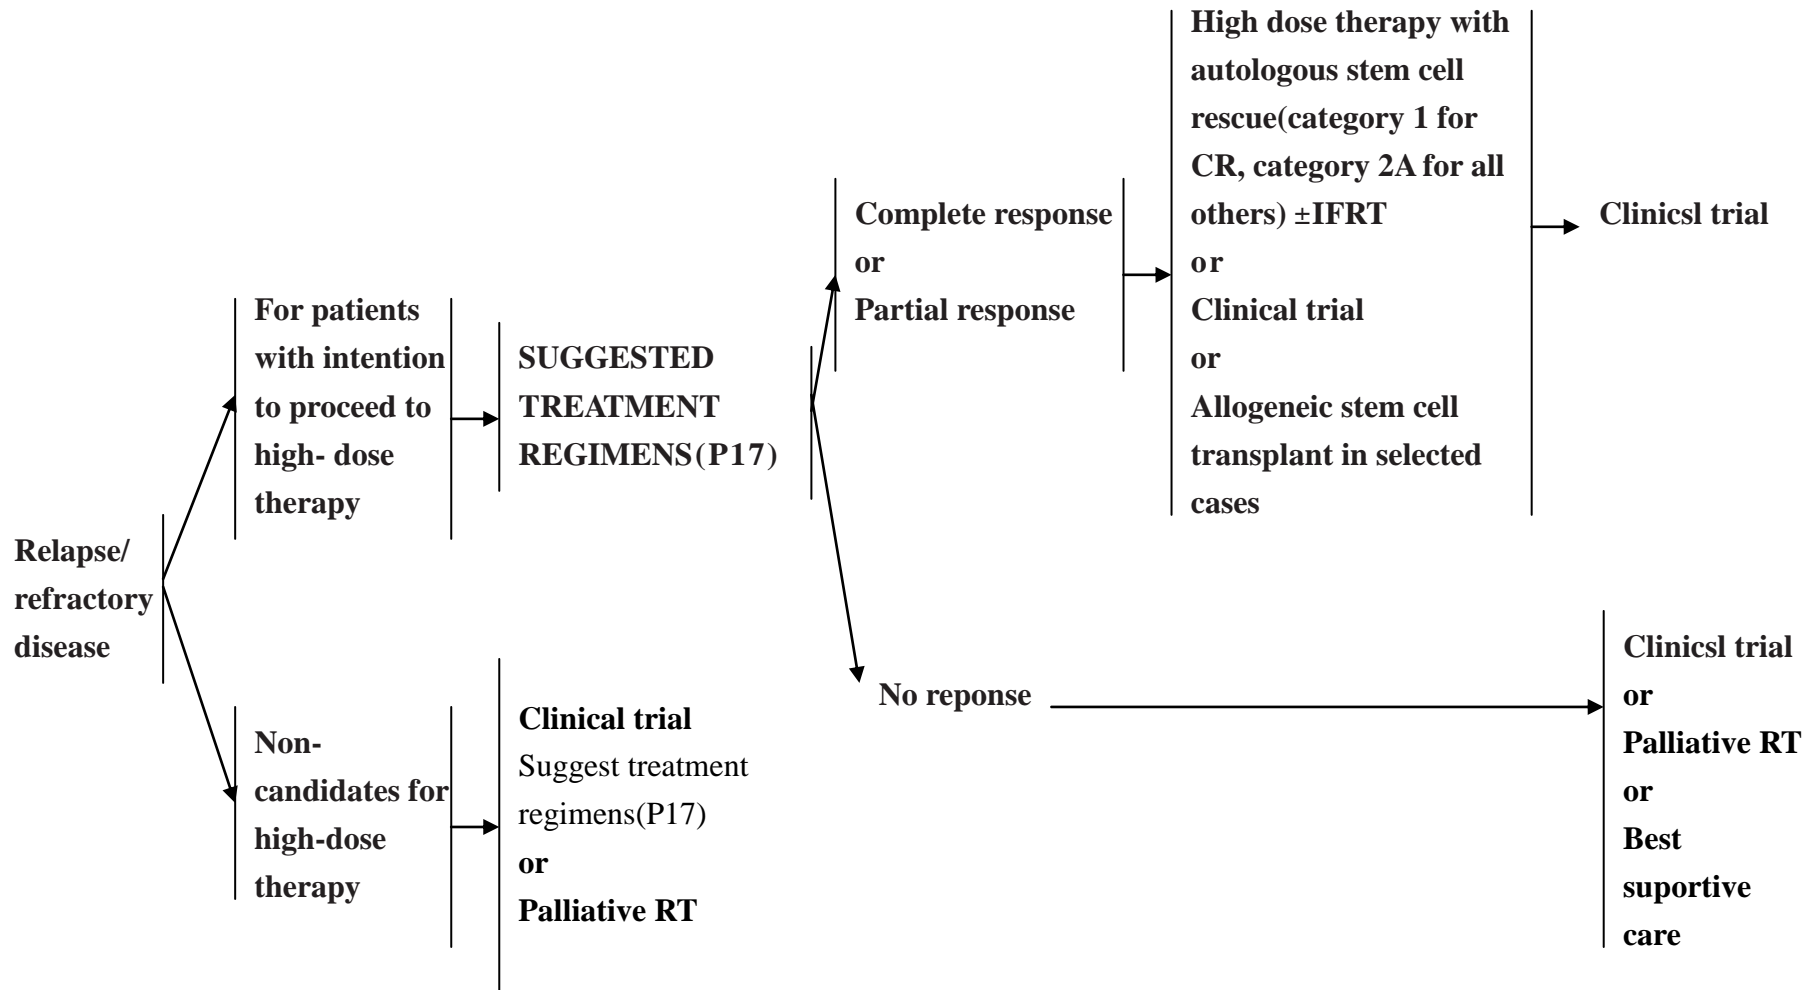 Relapse/
refractory
disease
For patients
with intention
to proceed to
high- dose
therapy
SUGGESTED
TREATMENT
REGIMENS(P17)
Complete response
or
Partial response
High dose therapy with
autologous stem cell
rescue(category 1 for
CR, category 2A for all
others) ±IFRT
or
Clinical trial
or
Allogeneic stem cell
transplant in selected
cases
Clinicsl trial
No reponse
Clinicsl trial
or
Palliative RT
or
Best
suportive
care
Non-
candidates for
high-dose
therapy
Clinical trial
Suggest treatment
regimens(P17)
or
Palliative RT